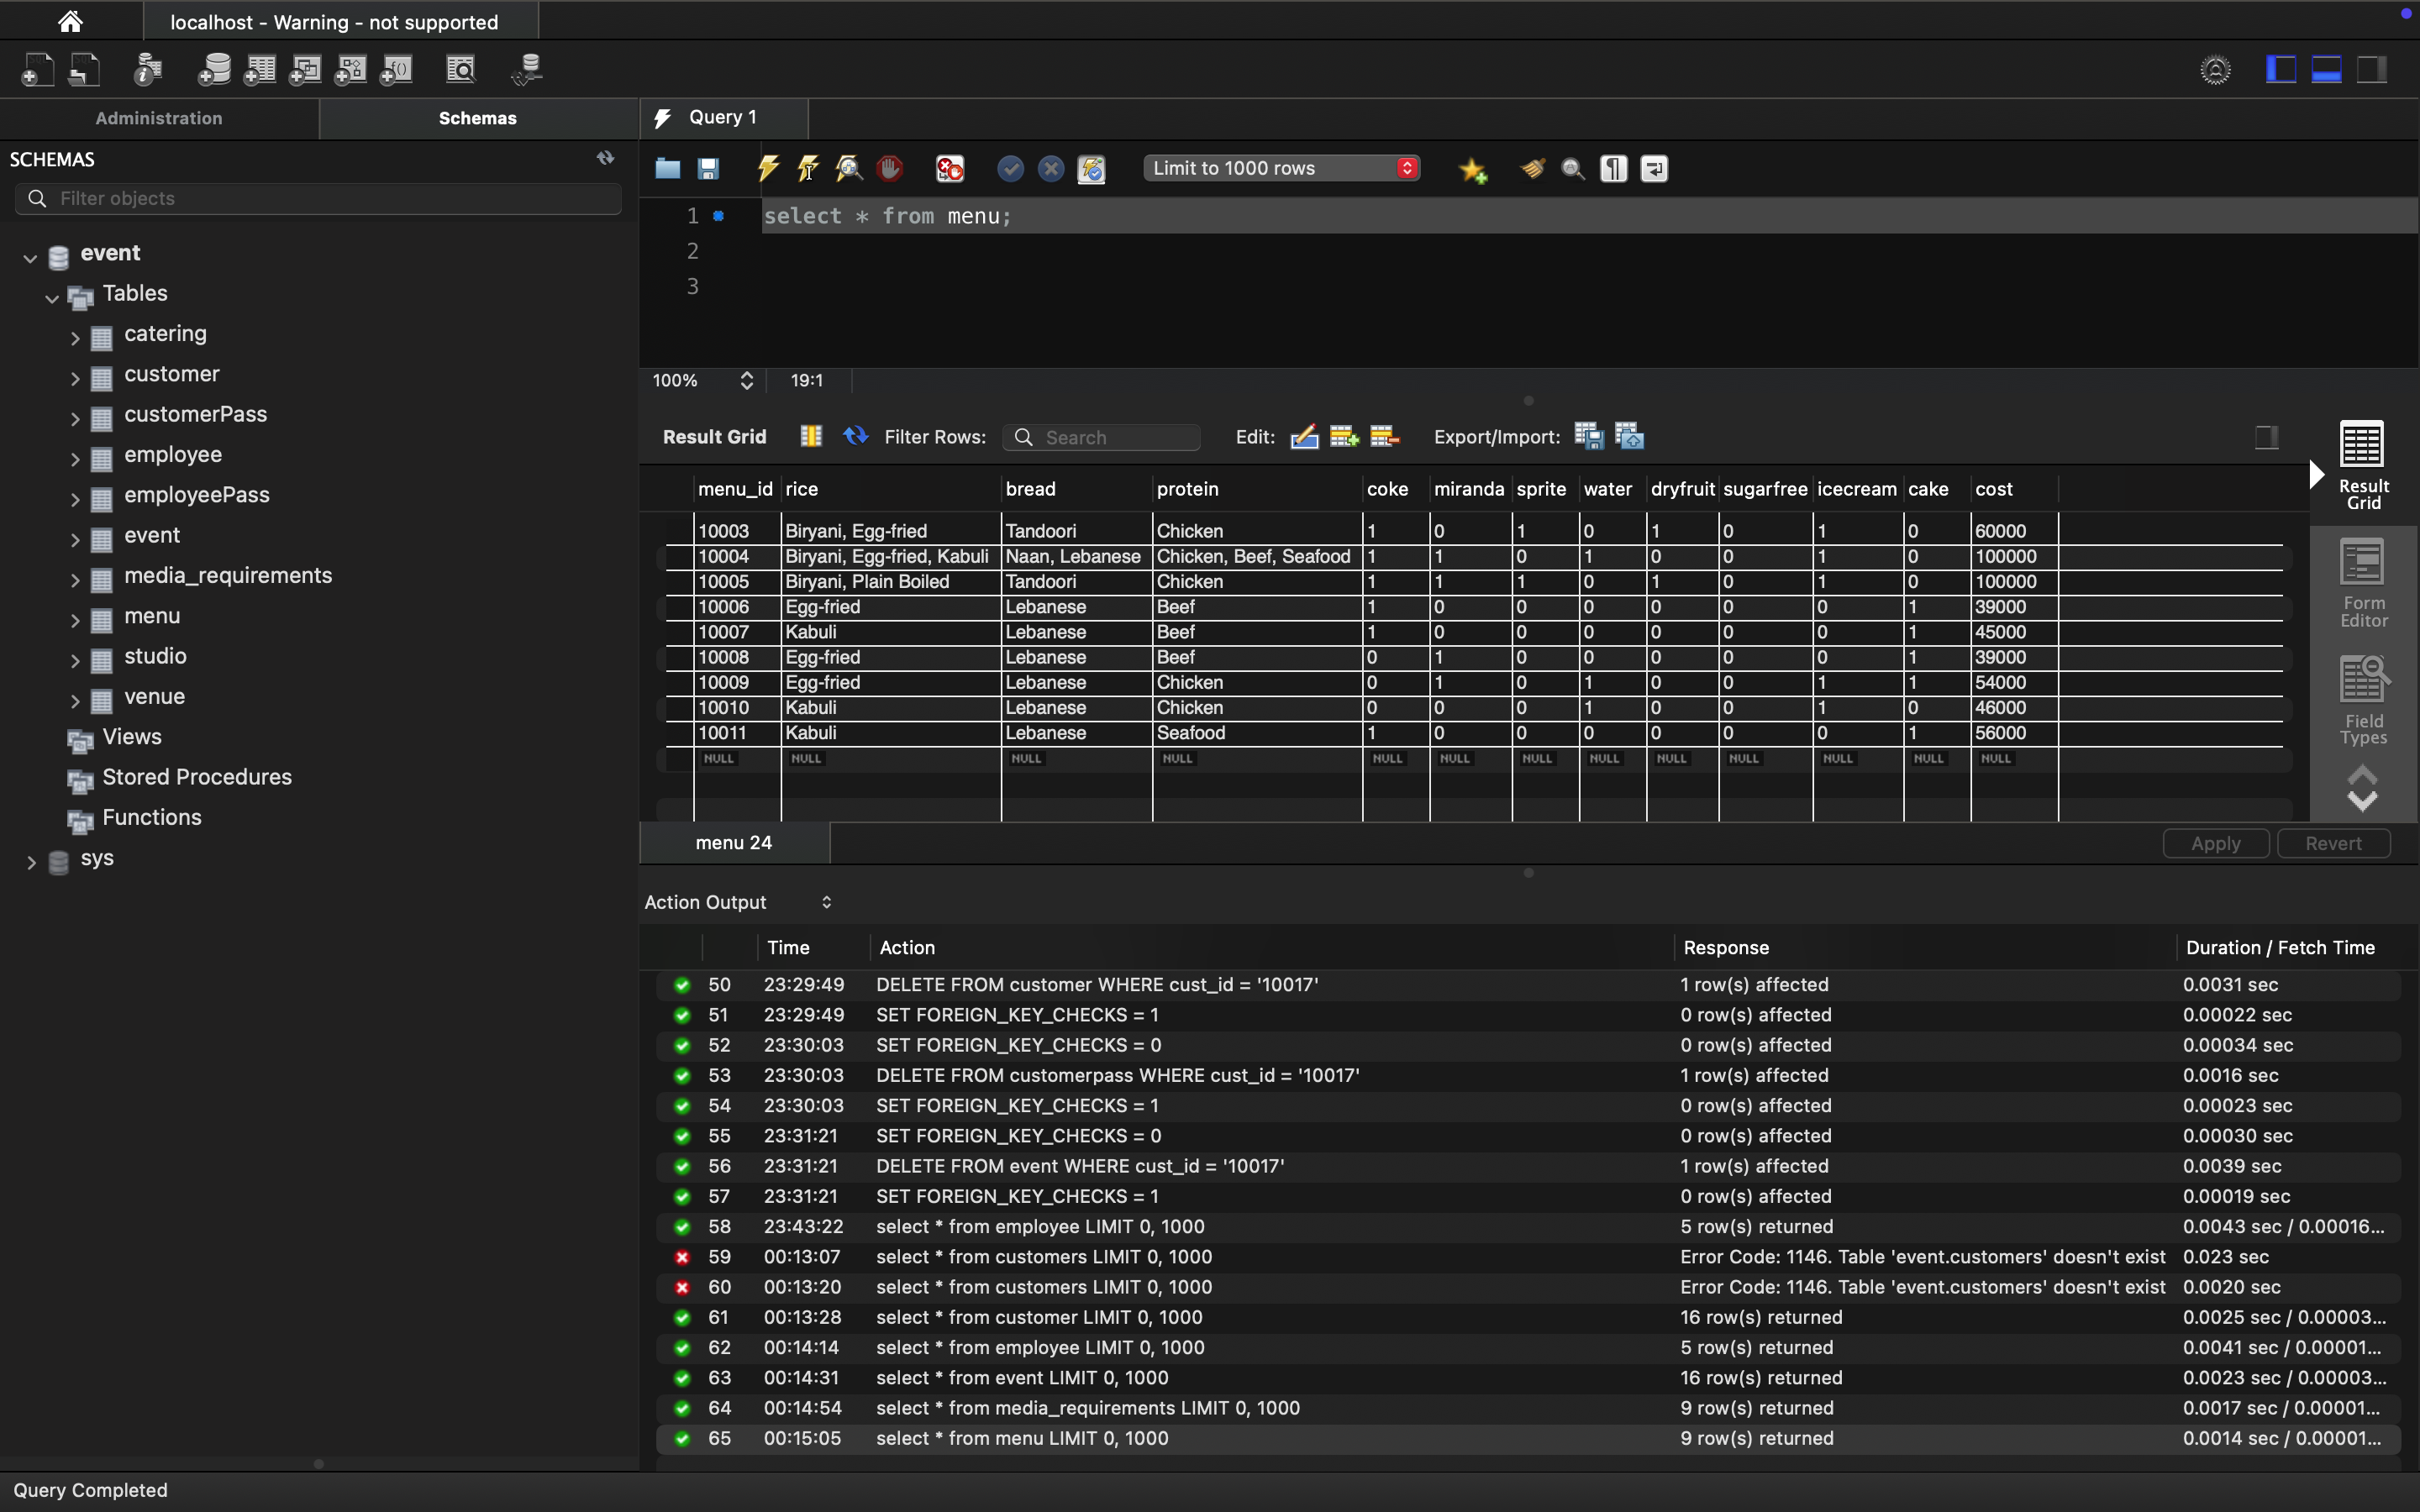 localhost - Warning - not supported
Administration
Schemas
Query 1
SCHEMAS
Filter objects
Limit to 1000 rows
1 select * from menu;
2
3
event
Tables
catering
customer
customerPass
employee
employeePass
event
media_requirements
menu
studio
venue
Views
Stored Procedures
Functions
sys
100% 19:1
Result Grid Filter Rows: Search Edit: Export/Import:
menu_id rice bread protein coke miranda sprite water dryfruit sugarfree icecream cake cost
10003 Biryani, Egg-fried Tandoori Chicken 1 0 1 0 1 0 1 0 60000
10004 Biryani, Egg-fried, Kabuli Naan, Lebanese Chicken, Beef, Seafood 1 1 0 1 0 0 1 0 100000
10005 Biryani, Plain Boiled Tandoori Chicken 1 1 1 0 1 0 1 0 100000
10006 Egg-fried Lebanese Beef 1 0 0 0 0 0 0 1 39000
10007 Kabuli Lebanese Beef 1 0 0 0 0 0 0 1 45000
10008 Egg-fried Lebanese Beef 0 1 0 0 0 0 0 1 39000
10009 Egg-fried Lebanese Chicken 0 1 0 1 0 0 1 1 54000
10010 Kabuli Lebanese Chicken 0 0 0 1 0 0 1 0 46000
10011 Kabuli Lebanese Seafood 1 0 0 0 0 0 0 1 56000
NULL NULL NULL NULL NULL NULL NULL NULL NULL NULL NULL NULL NULL
Result
Grid
Form
Editor
Field
Types
menu 24
Apply
Revert
Action Output
Time Action Response Duration / Fetch Time
50 23:29:49 DELETE FROM customer WHERE cust_id = '10017' 1 row(s) affected 0.0031 sec
51 23:29:49 SET FOREIGN_KEY_CHECKS = 1 0 row(s) affected 0.00022 sec
52 23:30:03 SET FOREIGN_KEY_CHECKS = 0 0 row(s) affected 0.00034 sec
53 23:30:03 DELETE FROM customerpass WHERE cust_id = '10017' 1 row(s) affected 0.0016 sec
54 23:30:03 SET FOREIGN_KEY_CHECKS = 1 0 row(s) affected 0.00023 sec
55 23:31:21 SET FOREIGN_KEY_CHECKS = 0 0 row(s) affected 0.00030 sec
56 23:31:21 DELETE FROM event WHERE cust_id = '10017' 1 row(s) affected 0.0039 sec
57 23:31:21 SET FOREIGN_KEY_CHECKS = 1 0 row(s) affected 0.00019 sec
58 23:43:22 select * from employee LIMIT 0, 1000 5 row(s) returned 0.0043 sec / 0.00016...
59 00:13:07 select * from customers LIMIT 0, 1000 Error Code: 1146. Table 'event.customers' doesn't exist 0.023 sec
60 00:13:20 select * from customers LIMIT 0, 1000 Error Code: 1146. Table 'event.customers' doesn't exist 0.0020 sec
61 00:13:28 select * from customer LIMIT 0, 1000 16 row(s) returned 0.0025 sec / 0.00003...
62 00:14:14 select * from employee LIMIT 0, 1000 5 row(s) returned 0.0041 sec / 0.00001...
63 00:14:31 select * from event LIMIT 0, 1000 16 row(s) returned 0.0023 sec / 0.00003...
64 00:14:54 select * from media_requirements LIMIT 0, 1000 9 row(s) returned 0.0017 sec / 0.00001...
65 00:15:05 select * from menu LIMIT 0, 1000 9 row(s) returned 0.0014 sec / 0.00001...
Query Completed